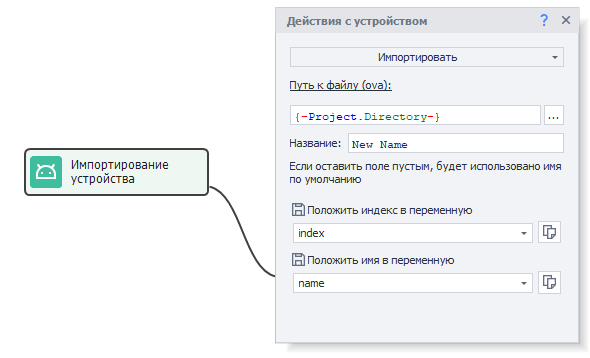 Действия с устройством
?
×
Импортировать
Путь к файлу (ova):
{-Project.Directory-}
...
Название:
New Name
Если оставить поле пустым, будет использовано имя
по умолчанию
Импортирование
устройства
Положить индекс в переменную
index
Положить имя в переменную
name